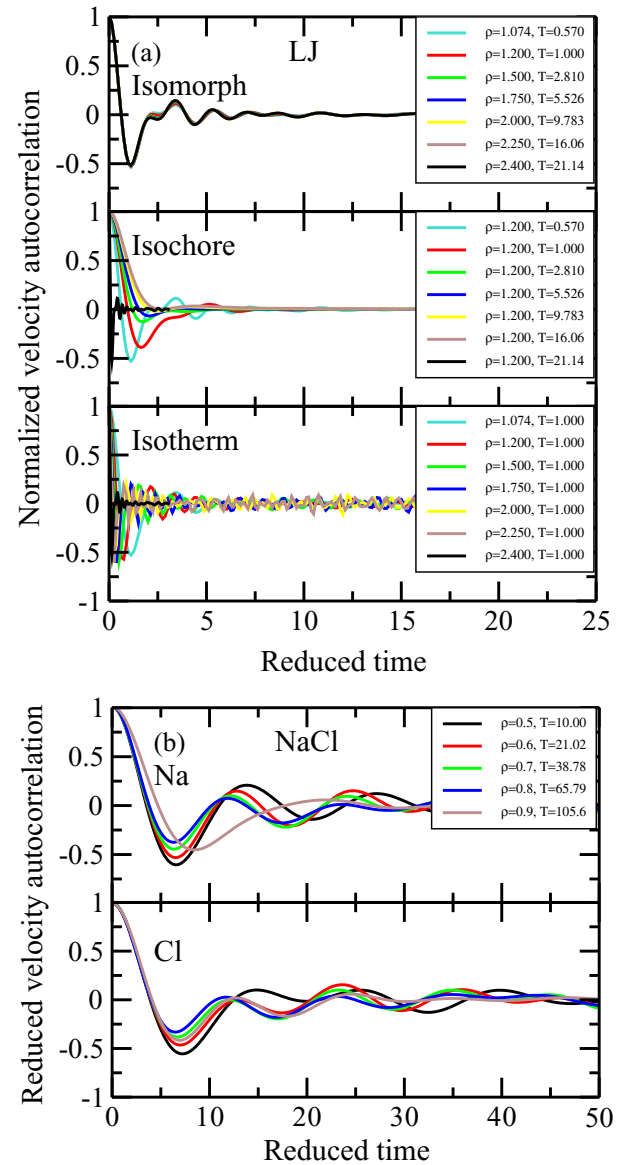 (a)
LJ
Isomorph
1
0.5
0
-0.5
ρ=1.074, T=0.570
ρ=1.200, T=1.000
ρ=1.500, T=2.810
ρ=1.750, T=5.526
ρ=2.000, T=9.783
ρ=2.250, T=16.06
ρ=2.400, T=21.14
Normalized velocity autocorrelation
Isochore
1
0.5
0
-0.5
ρ=1.200, T=0.570
ρ=1.200, T=1.000
ρ=1.200, T=2.810
ρ=1.200, T=5.526
ρ=1.200, T=9.783
ρ=1.200, T=16.06
ρ=1.200, T=21.14
Isotherm
1
0.5
0
-0.5
-1
ρ=1.074, T=1.000
ρ=1.200, T=1.000
ρ=1.500, T=1.000
ρ=1.750, T=1.000
ρ=2.000, T=1.000
ρ=2.250, T=1.000
ρ=2.400, T=1.000
0 5 10 15 20 25
Reduced time
(b)
NaCl
Na
1
0.5
0
-0.5
ρ=0.5, T=10.00
ρ=0.6, T=21.02
ρ=0.7, T=38.78
ρ=0.8, T=65.79
ρ=0.9, T=105.6
Reduced velocity autocorrelation
Cl
1
0.5
0
-0.5
-1
0 10 20 30 40 50
Reduced time